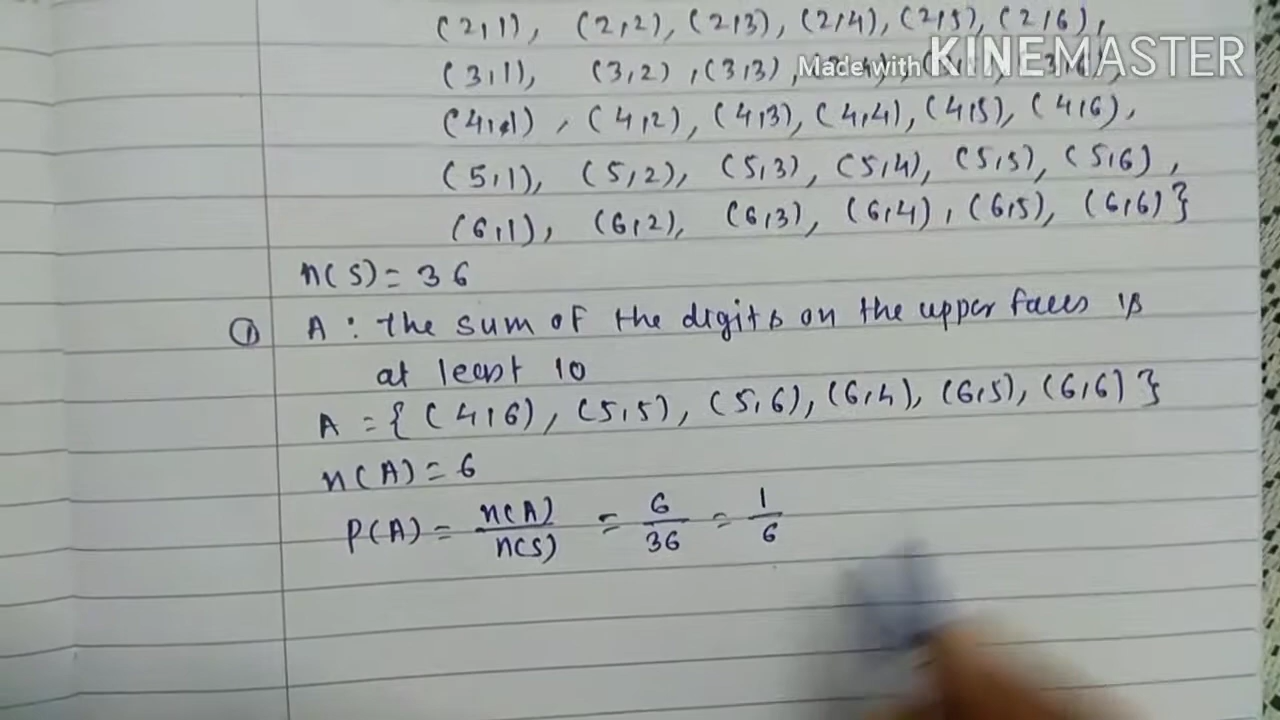 (2,1), (2,2), (2,3), (2,4), (2,5), (2,6),
(3,1), (3,2), (3,3),
Made with KINEMASTER
(4,1), (4,2), (4,3), (4,4), (4,5), (4,6),
(5,1), (5,2), (5,3), (5,4), (5,5), (5,6),
(6,1), (6,2), (6,3), (6,4), (6,5), (6,6)}
n(S)=36
① A : the sum of the digits on the upper faces is
at least 10
A = {(4,6), (5,5), (5,6), (6,4), (6,5), (6,6)}
n(A)=6
P(A) = n(A)/n(S) = 6/36 = 1/6